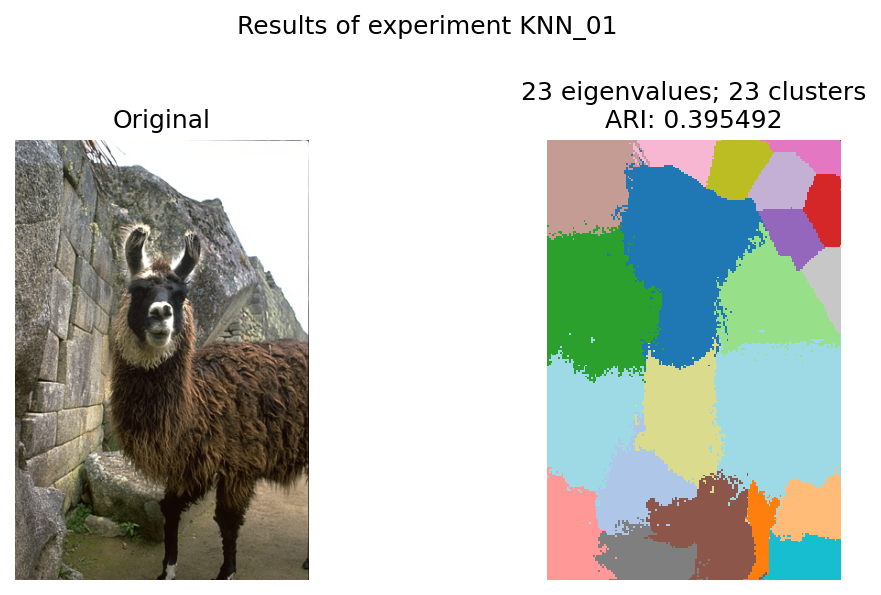 Results of experiment KNN_01
Original
23 eigenvalues; 23 clusters
ARI: 0.395492